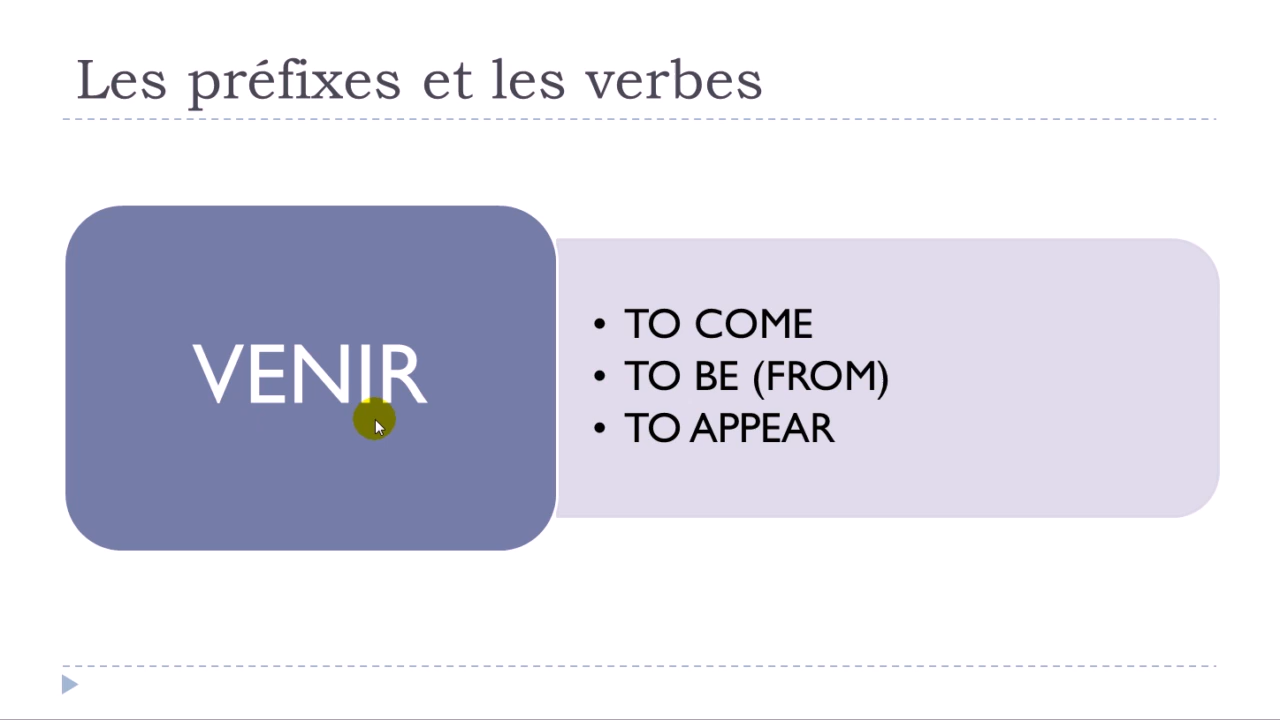 Les préfixes et les verbes
VENIR
• TO COME
• TO BE (FROM)
• TO APPEAR